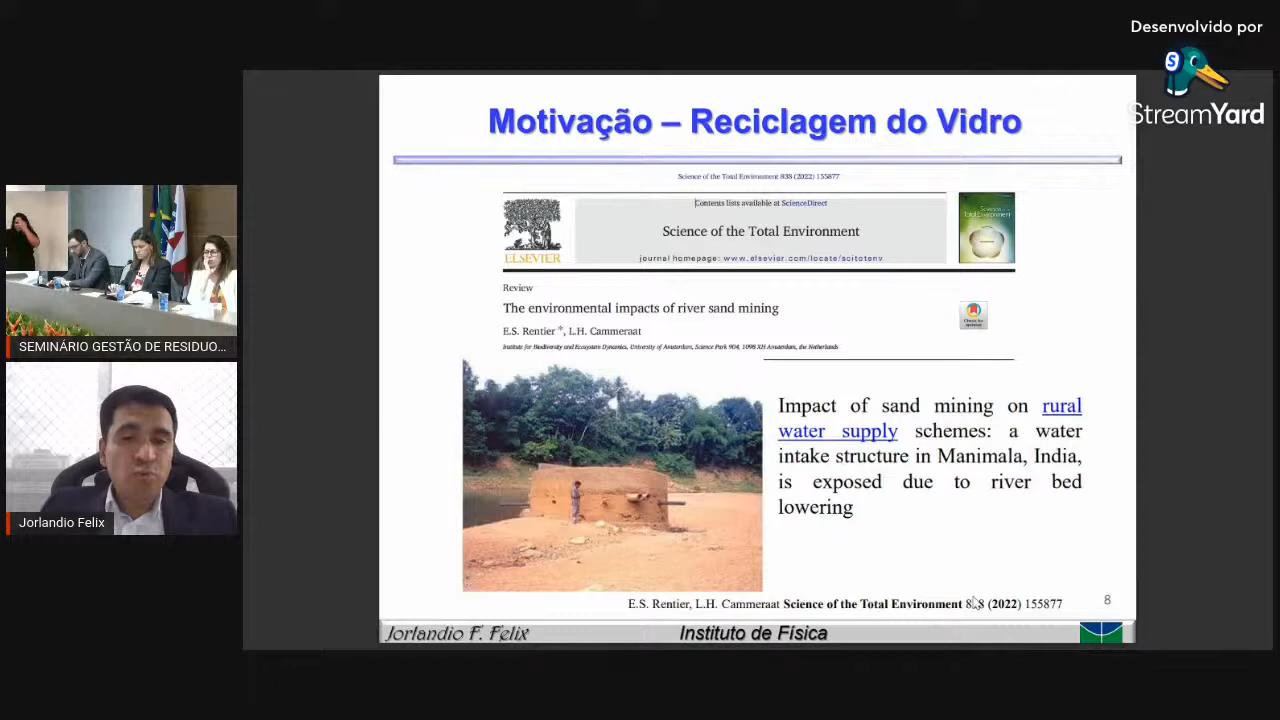 Desenvolvido por
StreamYard
Motivação – Reciclagem do Vidro
Science of the Total Environment 838 (2022) 155877
Contents lists available at ScienceDirect
Science of the Total Environment
journal homepage: www.elsevier.com/locate/scitotenv
ELSEVIER
Review
The environmental impacts of river sand mining
Check for updates
E.S. Rentier *, L.H. Cammeraat
Institute for Biodiversity and Ecosystem Dynamics, University of Amsterdam, Science Park 904, 1098 XH Amsterdam, the Netherlands
Impact of sand mining on rural
water supply schemes: a water
intake structure in Manimala, India,
is exposed due to river bed
lowering
E.S. Rentier, L.H. Cammeraat Science of the Total Environment 838 (2022) 155877
8
Jorlandio F. Felix
Instituto de Física
SEMINÁRIO GESTÃO DE RESIDUO...
Jorlandio Felix